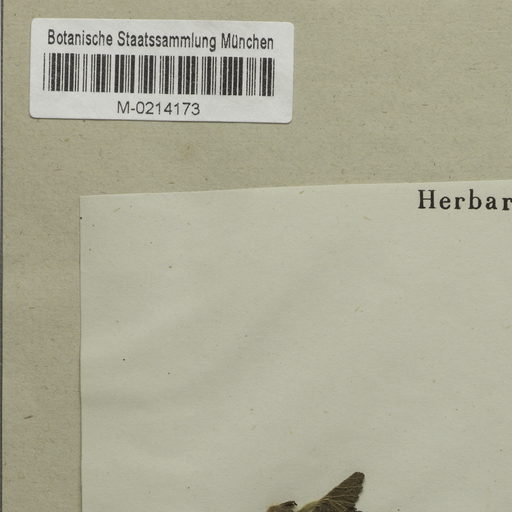 Botanische Staatssammlung München
M-0214173
Herbar